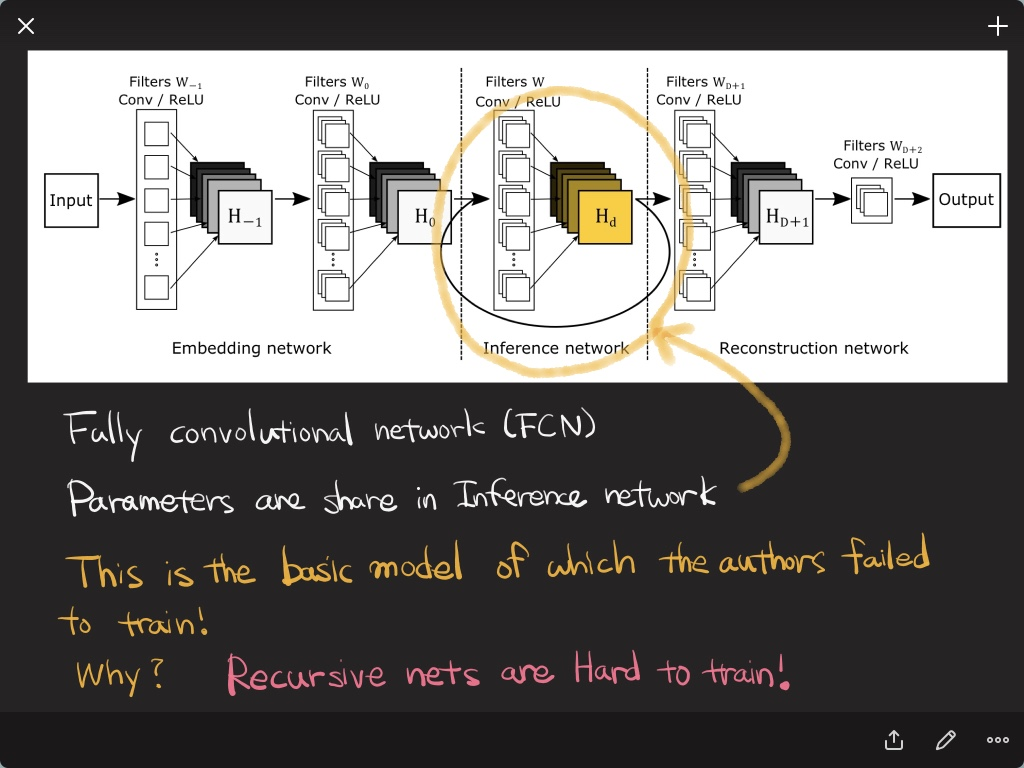 Filters W₋₁
Conv / ReLU
Filters W₀
Conv / ReLU
Filters W
Conv / ReLU
Filters W_D+1
Conv / ReLU
Filters W_D+2
Conv / ReLU
Input
H₋₁
H₀
H_d
H_D+1
Output
Embedding network
Inference network
Reconstruction network
Fully convolutional network (FCN)
Parameters are share in Inference network
This is the basic model of which the authors failed
to train!
Why? Recursive nets are Hard to train!